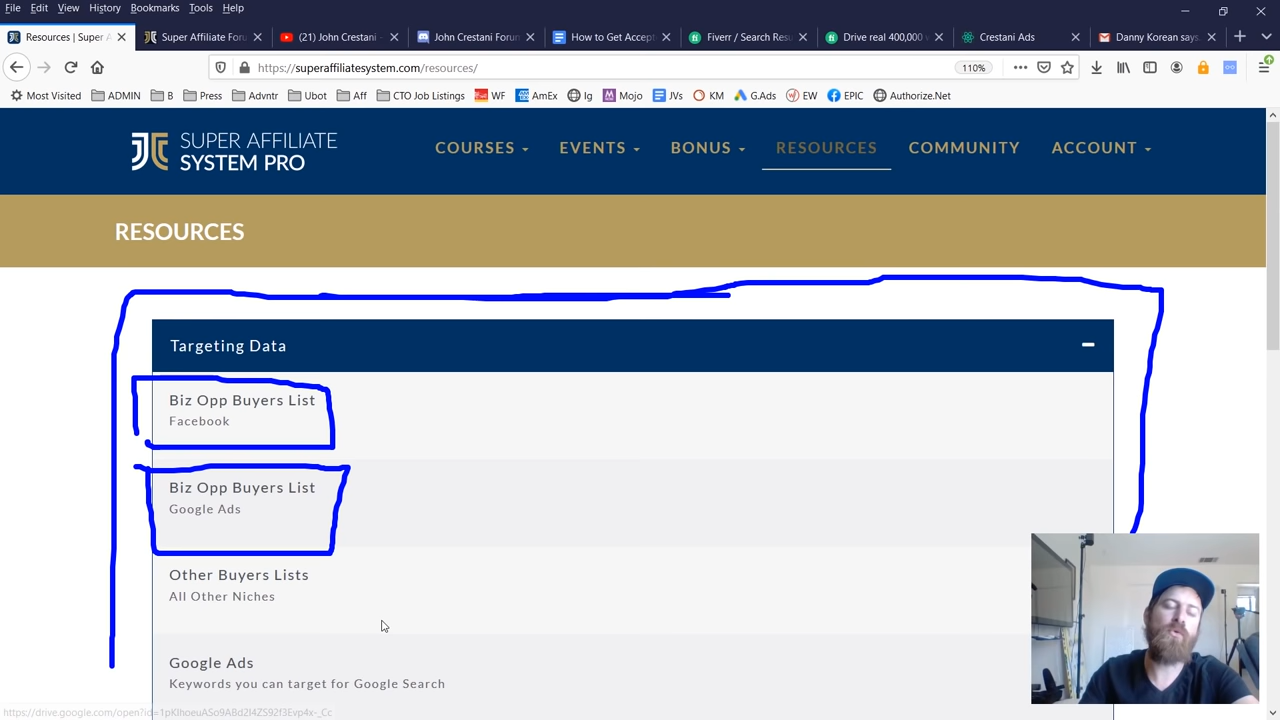 File Edit View History Bookmarks Tools Help
Resources | Super A
Super Affiliate Foru
(21) John Crestani -
John Crestani Forum
How to Get Accept
Fiverr / Search Resu
Drive real 400,000 v
Crestani Ads
Danny Korean says
https://superaffiliatesystem.com/resources/
110%
Most Visited ADMIN B Press Advntr Ubot Aff CTO Job Listings WF AmEx Ig Mojo JVs KM G.Ads EW EPIC Authorize.Net
SUPER AFFILIATE
SYSTEM PRO
COURSES EVENTS BONUS RESOURCES COMMUNITY ACCOUNT
RESOURCES
Targeting Data
Biz Opp Buyers List
Facebook
Biz Opp Buyers List
Google Ads
Other Buyers Lists
All Other Niches
Google Ads
Keywords you can target for Google Search